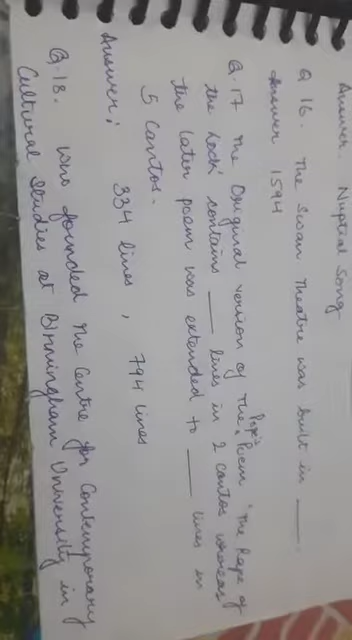 Answer. Nuptial Song
Q 16. The Swan Theatre was built in ____.
Answer 1594
Q.17 The Original version of The Pope's Poem 'The Rape of
the Lock' contains ____ lines in 2 cantos whereas
the later poem was extended to ____ lines in
5 Cantos.
Answer: 334 lines, 794 lines
Q.18. Who founded the Centre for Contemporary
Cultural Studies at Birmingham University in